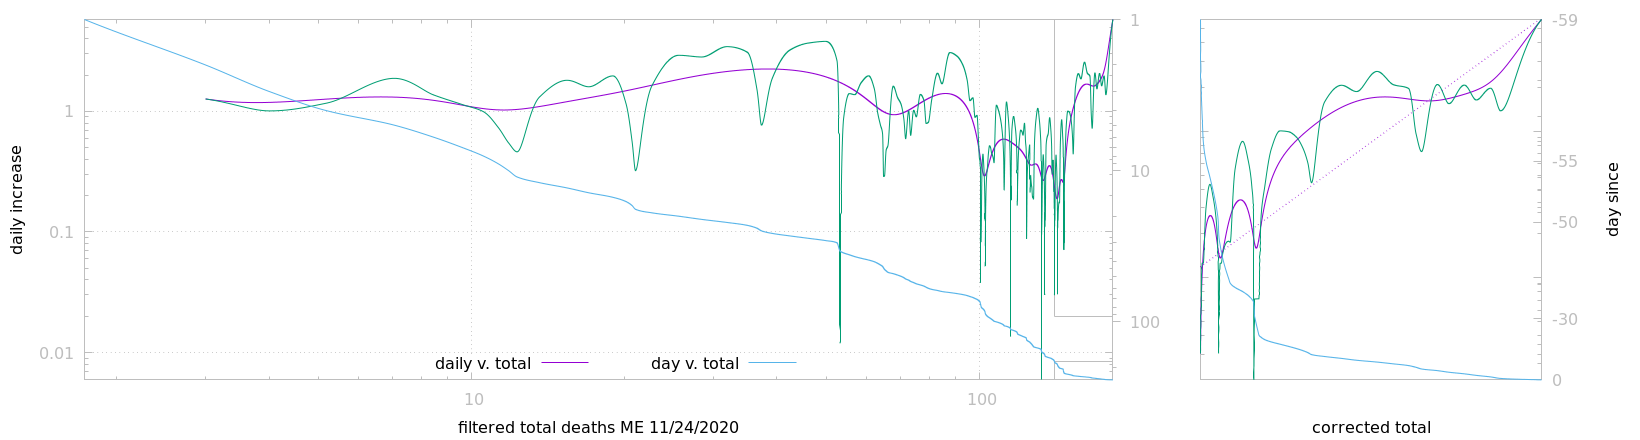 1
0.1
0.01
daily increase
daily v. total
day v. total
10
100
filtered total deaths ME 11/24/2020
1
10
100
-59
-55
-50
-30
0
day since
corrected total